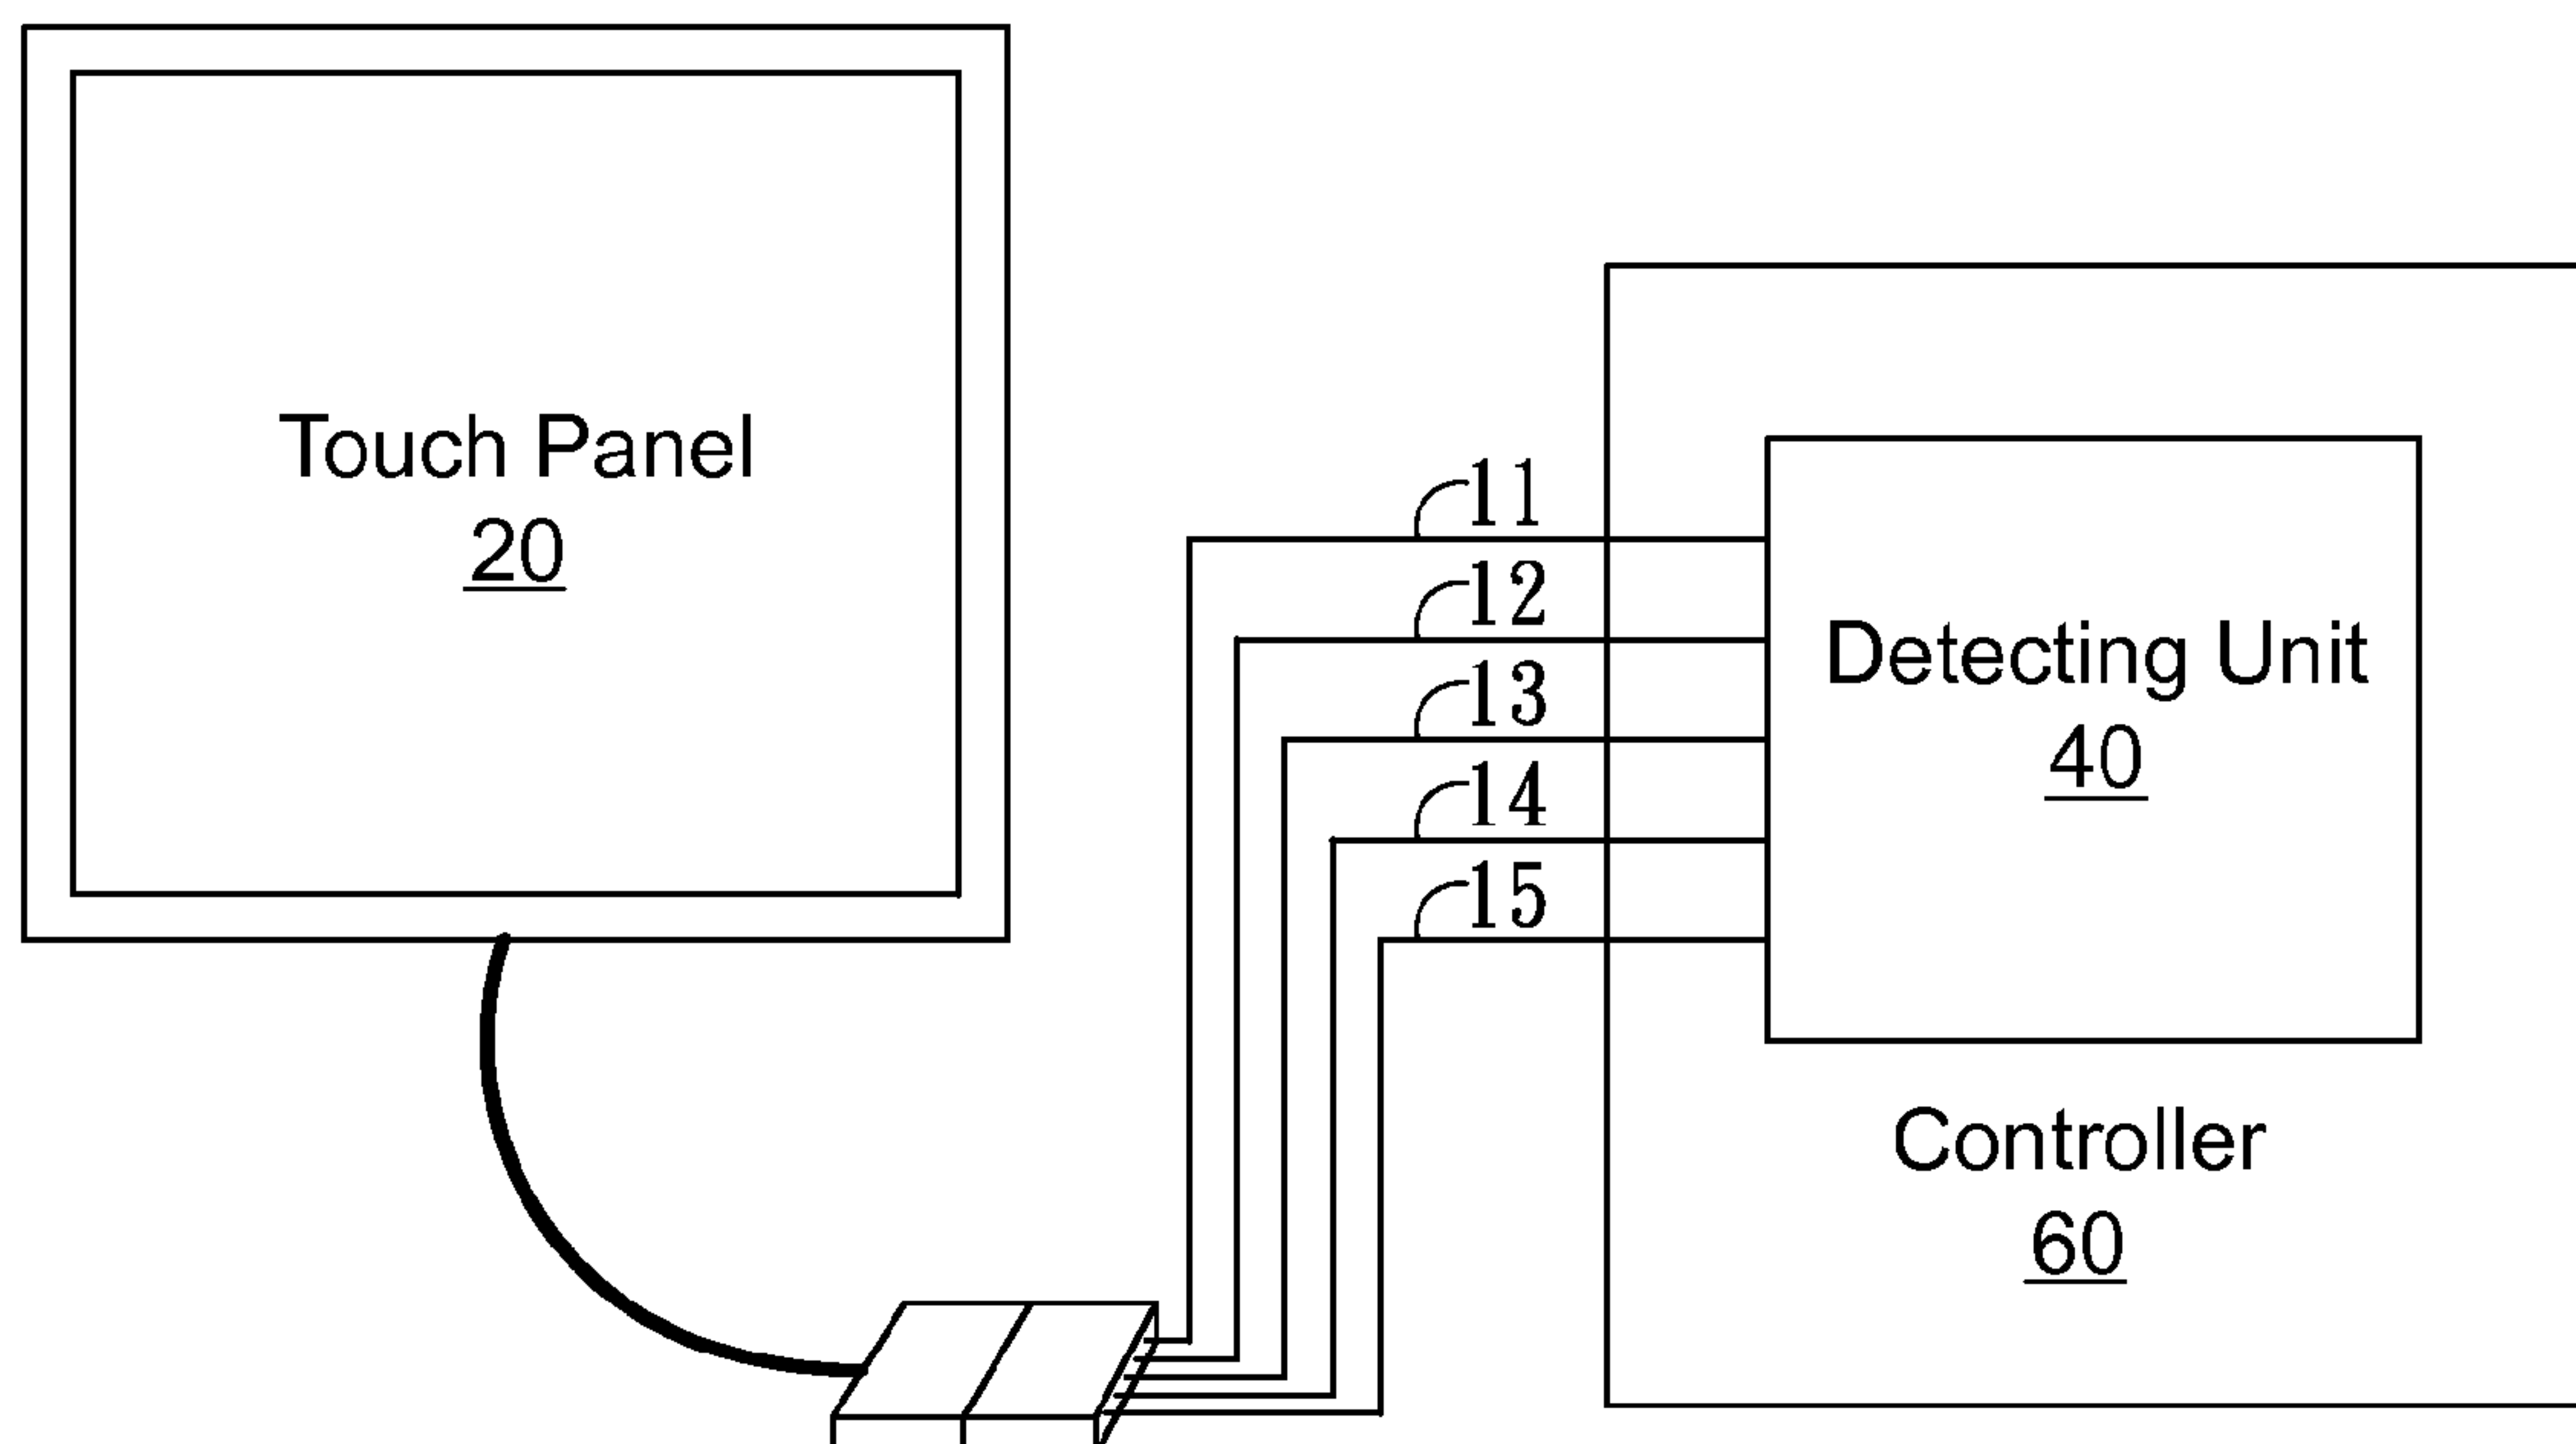 Touch Panel
20
11
12
13
14
15
Detecting Unit
40
Controller
60